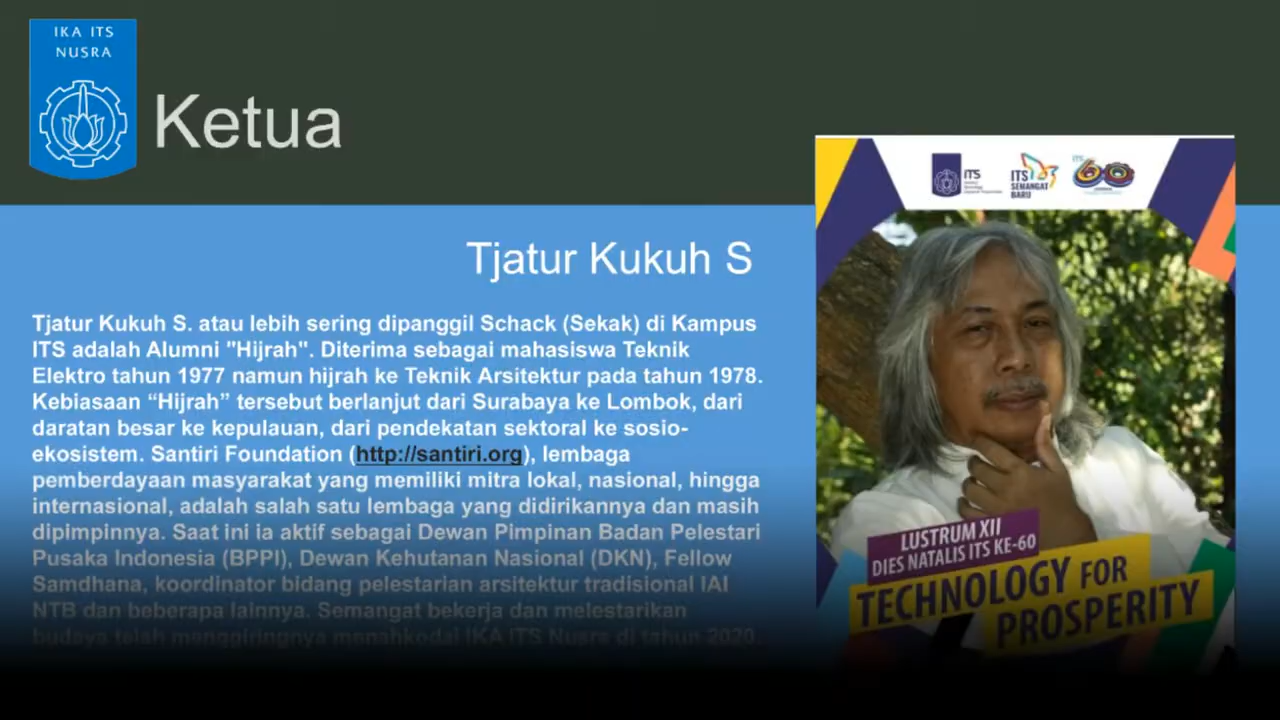 IKA ITS
NUSRA
Ketua
Tjatur Kukuh S
Tjatur Kukuh S. atau lebih sering dipanggil Schack (Sekak) di Kampus
ITS adalah Alumni "Hijrah". Diterima sebagai mahasiswa Teknik
Elektro tahun 1977 namun hijrah ke Teknik Arsitektur pada tahun 1978.
Kebiasaan “Hijrah” tersebut berlanjut dari Surabaya ke Lombok, dari
daratan besar ke kepulauan, dari pendekatan sektoral ke sosio-
ekosistem. Santiri Foundation (http://santiri.org), lembaga
pemberdayaan masyarakat yang memiliki mitra lokal, nasional, hingga
internasional, adalah salah satu lembaga yang didirikannya dan masih
dipimpinnya. Saat ini ia aktif sebagai Dewan Pimpinan Badan Pelestari
Pusaka Indonesia (BPPI), Dewan Kehutanan Nasional (DKN), Fellow
Samdhana, koordinator bidang pelestarian arsitektur tradisional IAI
NTB dan beberapa lainnya. Semangat bekerja dan melestarikan
budaya telah menggiringnya menahkodai IKA ITS Nusra di tahun 2020.
ITS
ITS
SEMANGAT
BARU
ITS
60
LUSTRUM XII
DIES NATALIS ITS KE-60
TECHNOLOGY FOR
PROSPERITY